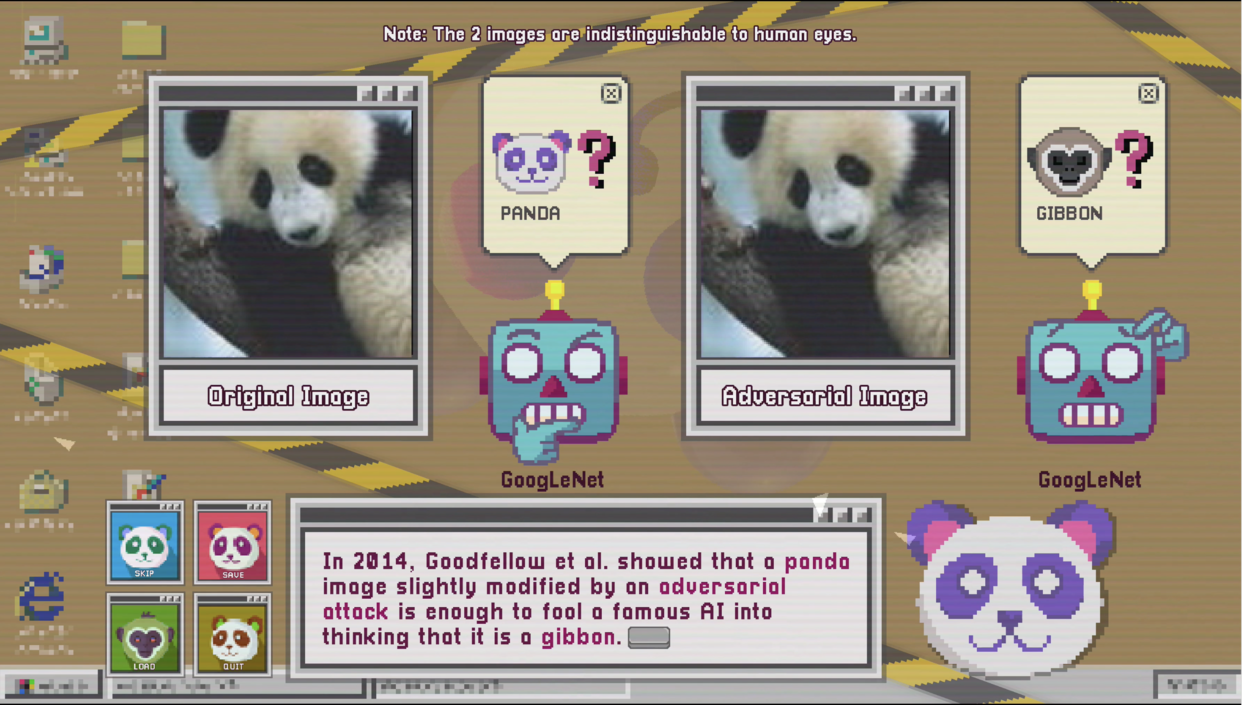 Note: The 2 images are indistinguishable to human eyes.
PANDA
GIBBON
Original Image
Adversarial Image
GoogLeNet
GoogLeNet
SKIP
SAVE
LOAD
QUIT
In 2014, Goodfellow et al. showed that a panda
image slightly modified by an adversarial
attack is enough to fool a famous AI into
thinking that it is a gibbon.